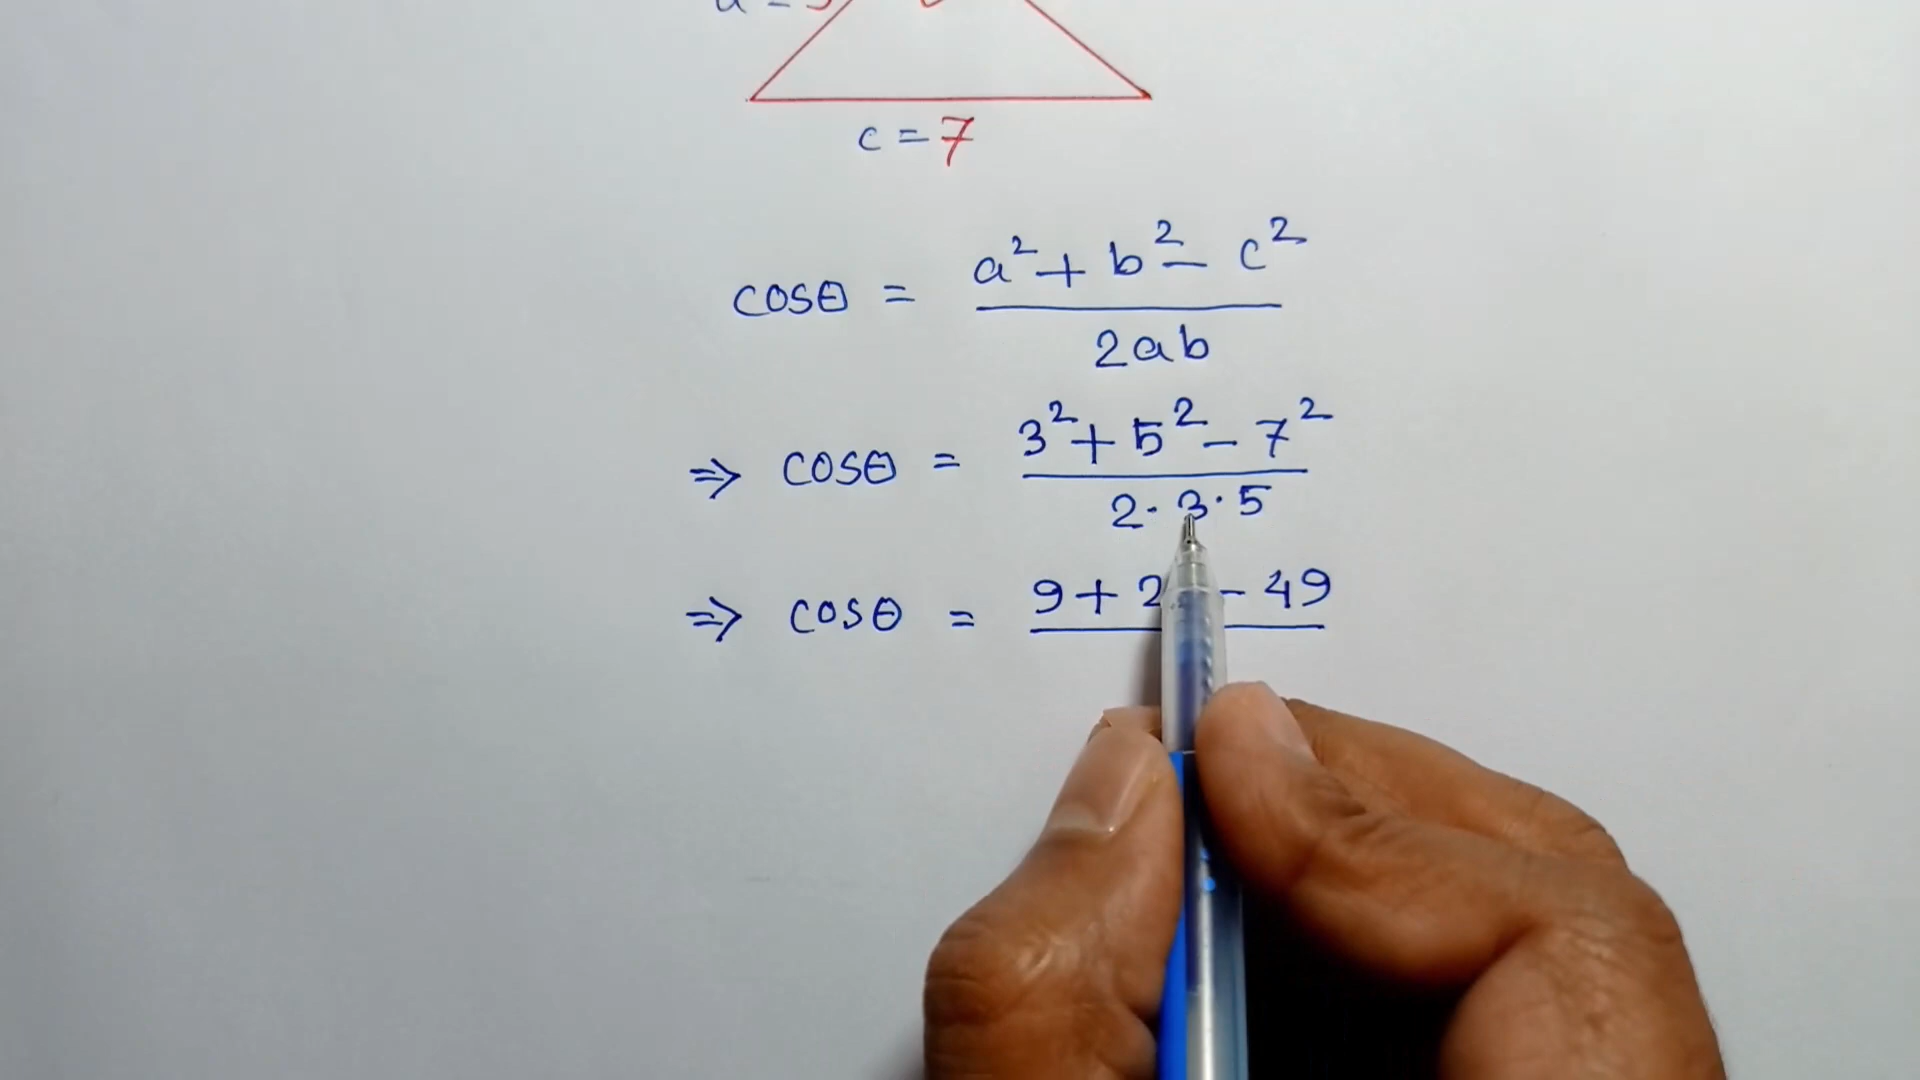 c = 7
cosθ = a² + b² - c² / 2ab
⇒ cosθ = 3² + 5² - 7² / 2 · 3 · 5
⇒ cosθ = 9 + 2 - 49